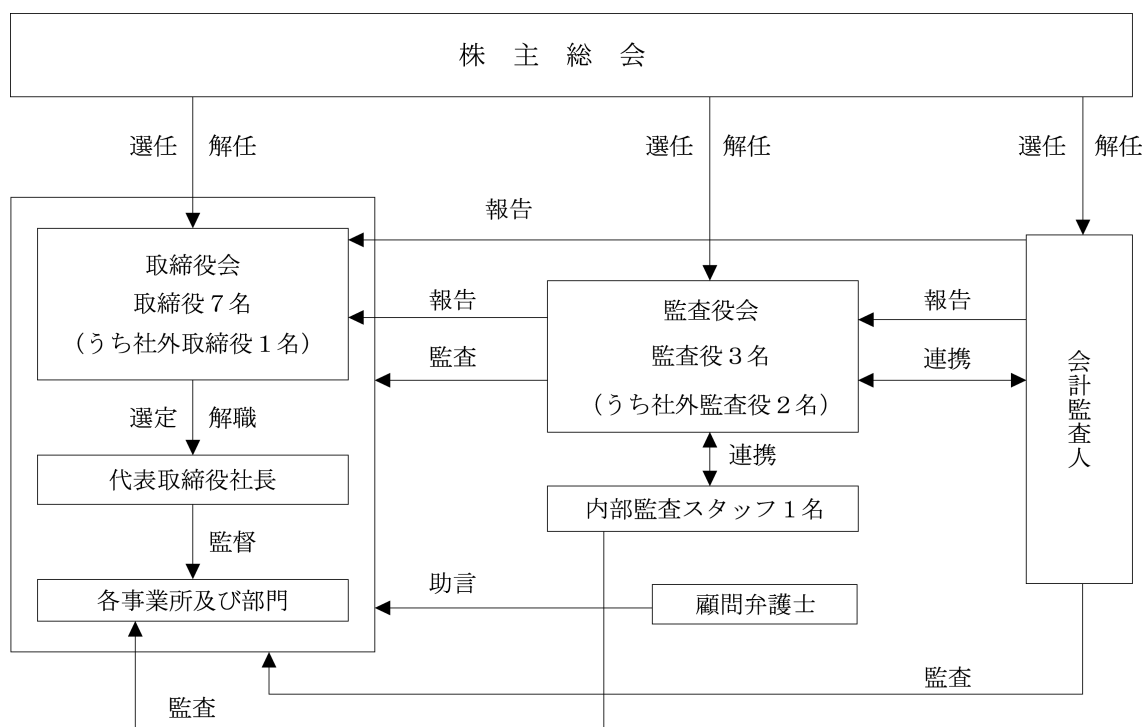 株主総会
選任 解任
選任 解任
選任 解任
報告
取締役会
取締役７名
（うち社外取締役１名）
報告
監査
監査役会
監査役３名
（うち社外監査役２名）
報告
連携
会計監査人
選定 解職
連携
代表取締役社長
内部監査スタッフ１名
監督
助言
各事業所及び部門
顧問弁護士
監査
監査